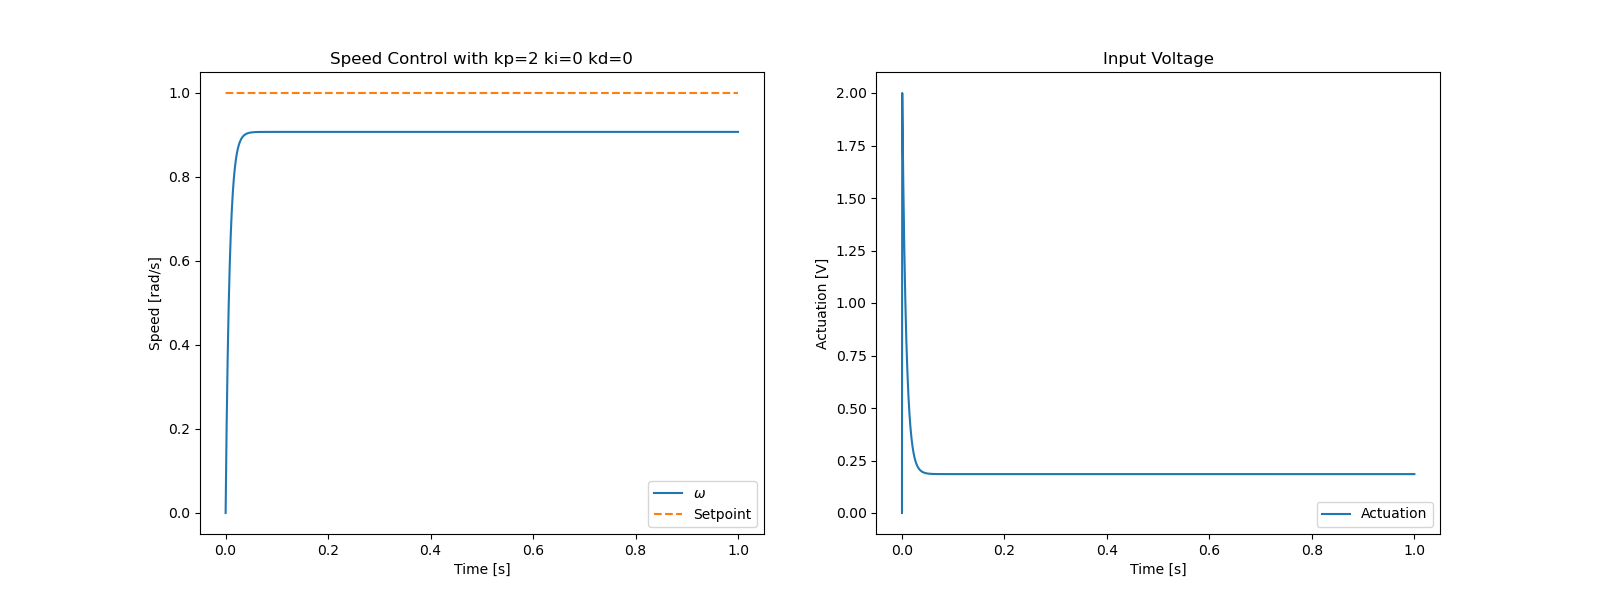 Speed Control with kp=2 ki=0 kd=0
Speed [rad/s]
1.0
0.8
0.6
0.4
0.2
0.0
0.0 0.2 0.4 0.6 0.8 1.0
Time [s]
ω
Setpoint
Input Voltage
Actuation [V]
2.00
1.75
1.50
1.25
1.00
0.75
0.50
0.25
0.00
0.0 0.2 0.4 0.6 0.8 1.0
Time [s]
Actuation